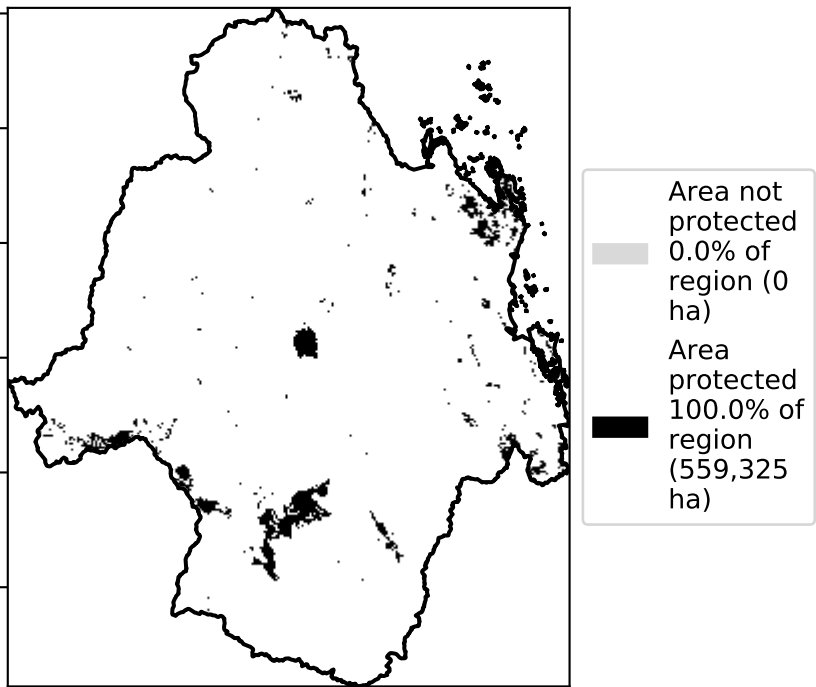 Area not
protected
0.0% of
region (0
ha)
Area
protected
100.0% of
region
(559,325
ha)